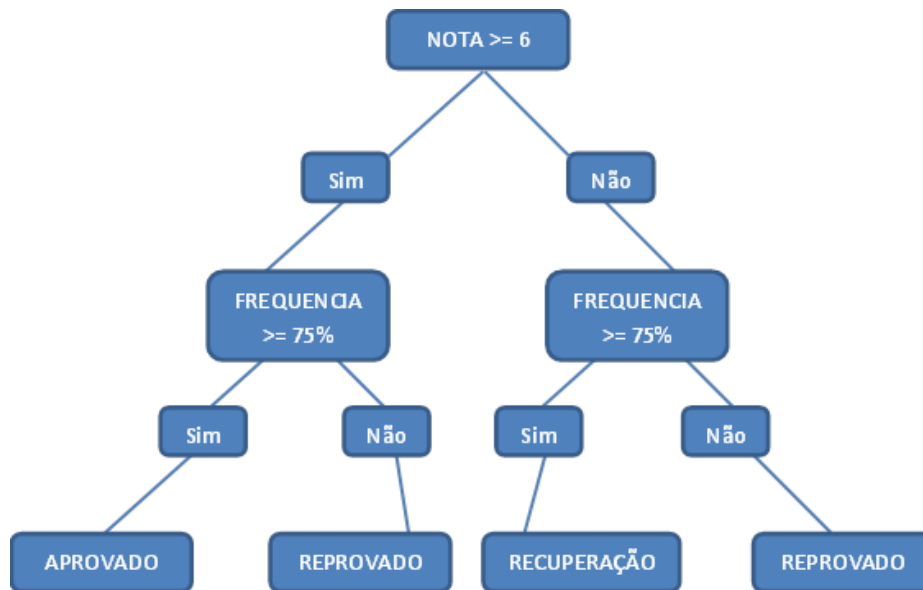 NOTA >= 6
Sim
Não
FREQUENCIA
>= 75%
FREQUENCIA
>= 75%
Sim
Não
Sim
Não
APROVADO
REPROVADO
RECUPERAÇÃO
REPROVADO